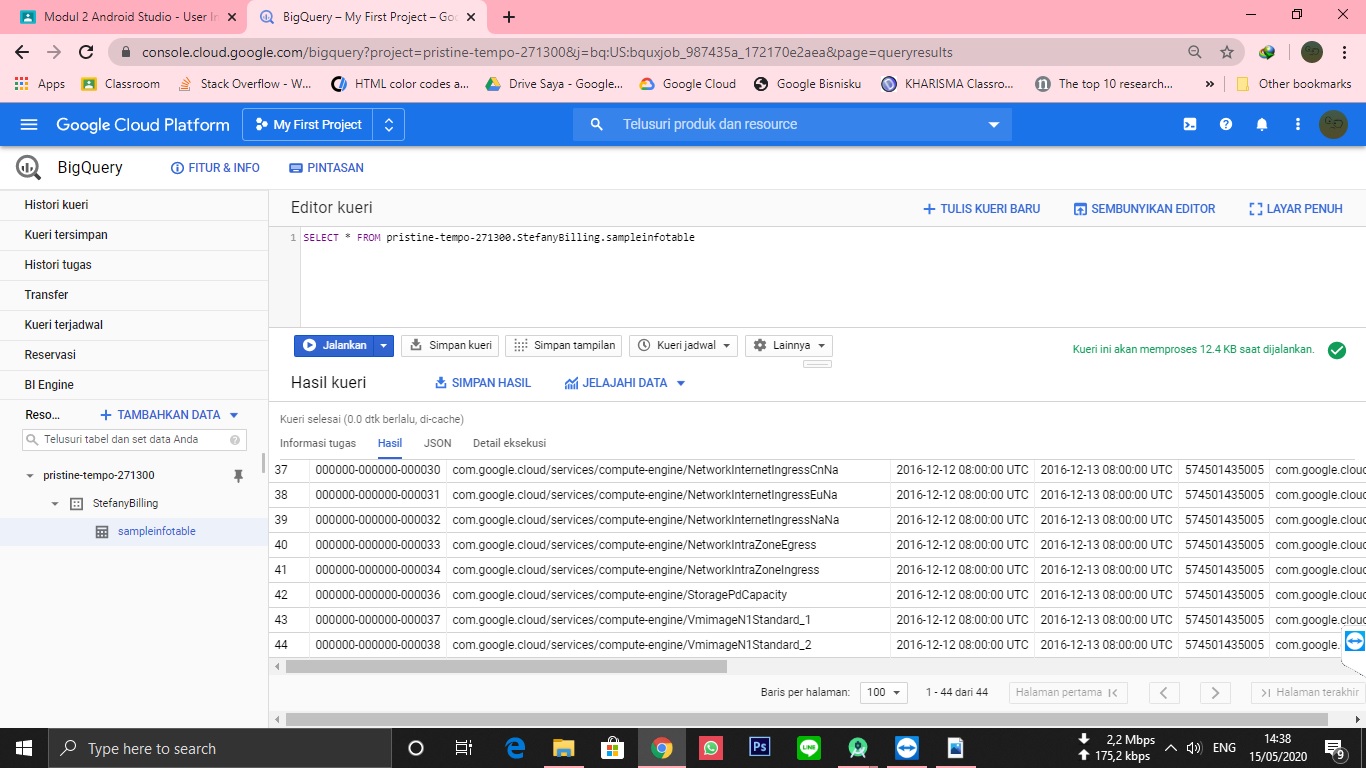 Modul 2 Android Studio - User In
BigQuery – My First Project – Goo
console.cloud.google.com/bigquery?project=pristine-tempo-271300&j=bq:US:bquxjob_987435a_172170e2aea&page=queryresults
Apps
Classroom
Stack Overflow - W...
HTML color codes a...
Drive Saya - Google...
Google Cloud
Google Bisnisku
KHARISMA Classro...
The top 10 research...
»
Other bookmarks
Google Cloud Platform
My First Project
Telusuri produk dan resource
BigQuery
FITUR & INFO
PINTASAN
Histori kueri
Kueri tersimpan
Histori tugas
Transfer
Kueri terjadwal
Reservasi
BI Engine
Reso...
TAMBAHKAN DATA
Telusuri tabel dan set data Anda
pristine-tempo-271300
StefanyBilling
sampleinfotable
Editor kueri
TULIS KUERI BARU
SEMBUNYIKAN EDITOR
LAYAR PENUH
1 SELECT * FROM pristine-tempo-271300.StefanyBilling.sampleinfotable
Jalankan
Simpan kueri
Simpan tampilan
Kueri jadwal
Lainnya
Kueri ini akan memproses 12.4 KB saat dijalankan.
Hasil kueri
SIMPAN HASIL
JELAJAHI DATA
Kueri selesai (0.0 dtk berlalu, di-cache)
Informasi tugas
Hasil
JSON
Detail eksekusi
37 000000-000000-000030 com.google.cloud/services/compute-engine/NetworkInternetIngressCnNa 2016-12-12 08:00:00 UTC 2016-12-13 08:00:00 UTC 574501435005 com.google.clouc
38 000000-000000-000031 com.google.cloud/services/compute-engine/NetworkInternetIngressEuNa 2016-12-12 08:00:00 UTC 2016-12-13 08:00:00 UTC 574501435005 com.google.clouc
39 000000-000000-000032 com.google.cloud/services/compute-engine/NetworkInternetIngressNaNa 2016-12-12 08:00:00 UTC 2016-12-13 08:00:00 UTC 574501435005 com.google.clouc
40 000000-000000-000033 com.google.cloud/services/compute-engine/NetworkIntraZoneEgress 2016-12-12 08:00:00 UTC 2016-12-13 08:00:00 UTC 574501435005 com.google.clouc
41 000000-000000-000034 com.google.cloud/services/compute-engine/NetworkIntraZoneIngress 2016-12-12 08:00:00 UTC 2016-12-13 08:00:00 UTC 574501435005 com.google.clouc
42 000000-000000-000036 com.google.cloud/services/compute-engine/StoragePdCapacity 2016-12-12 08:00:00 UTC 2016-12-13 08:00:00 UTC 574501435005 com.google.clouc
43 000000-000000-000037 com.google.cloud/services/compute-engine/VmimageN1Standard_1 2016-12-12 08:00:00 UTC 2016-12-13 08:00:00 UTC 574501435005 com.google.clouc
44 000000-000000-000038 com.google.cloud/services/compute-engine/VmimageN1Standard_2 2016-12-12 08:00:00 UTC 2016-12-13 08:00:00 UTC 574501435005 com.google.
Baris per halaman: 100 1 - 44 dari 44 Halaman pertama Halaman terakhir
Type here to search
2,2 Mbps
175,2 kbps
ENG
14:38
15/05/2020
9